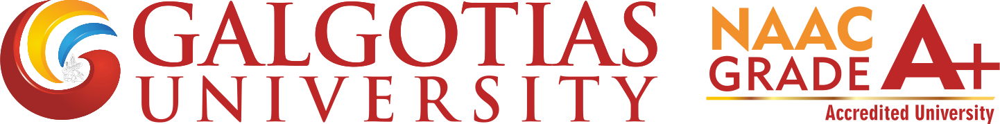 GALGOTIAS
UNIVERSITY
NAAC
GRADE A+
Accredited University